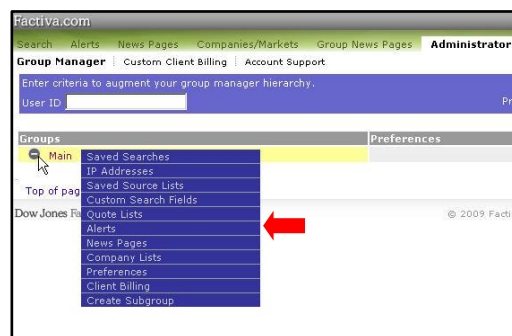 Factiva.com
Search Alerts News Pages Companies/Markets Group News Pages Administrator
Group Manager Custom Client Billing Account Support
Enter criteria to augment your group manager hierarchy.
User ID Pr
Groups Preferences
Main Saved Searches
IP Addresses
Saved Source Lists
Top of pag Custom Search Fields
Dow Jones Fa Quote Lists © 2009 Facti
Alerts
News Pages
Company Lists
Preferences
Client Billing
Create Subgroup